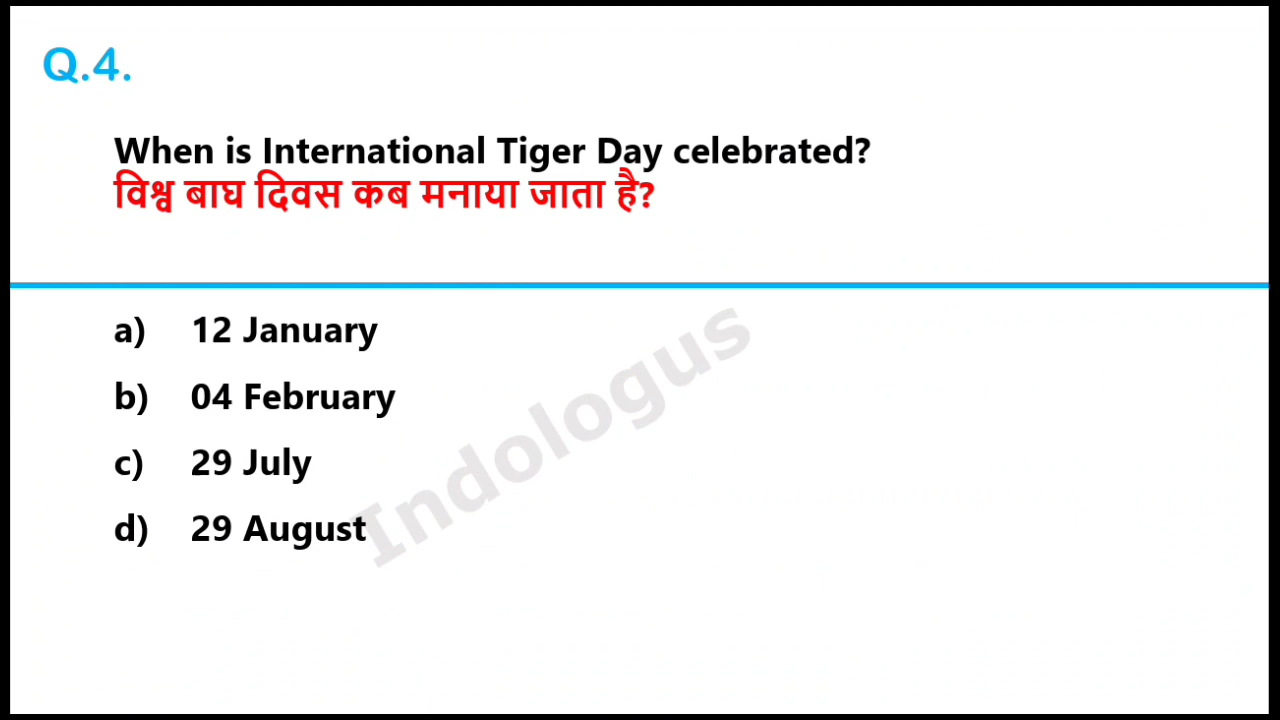 Q.4.
When is International Tiger Day celebrated?
विश्व बाघ दिवस कब मनाया जाता है?
a) 12 January
b) 04 February
c) 29 July
d) 29 August
Indologus